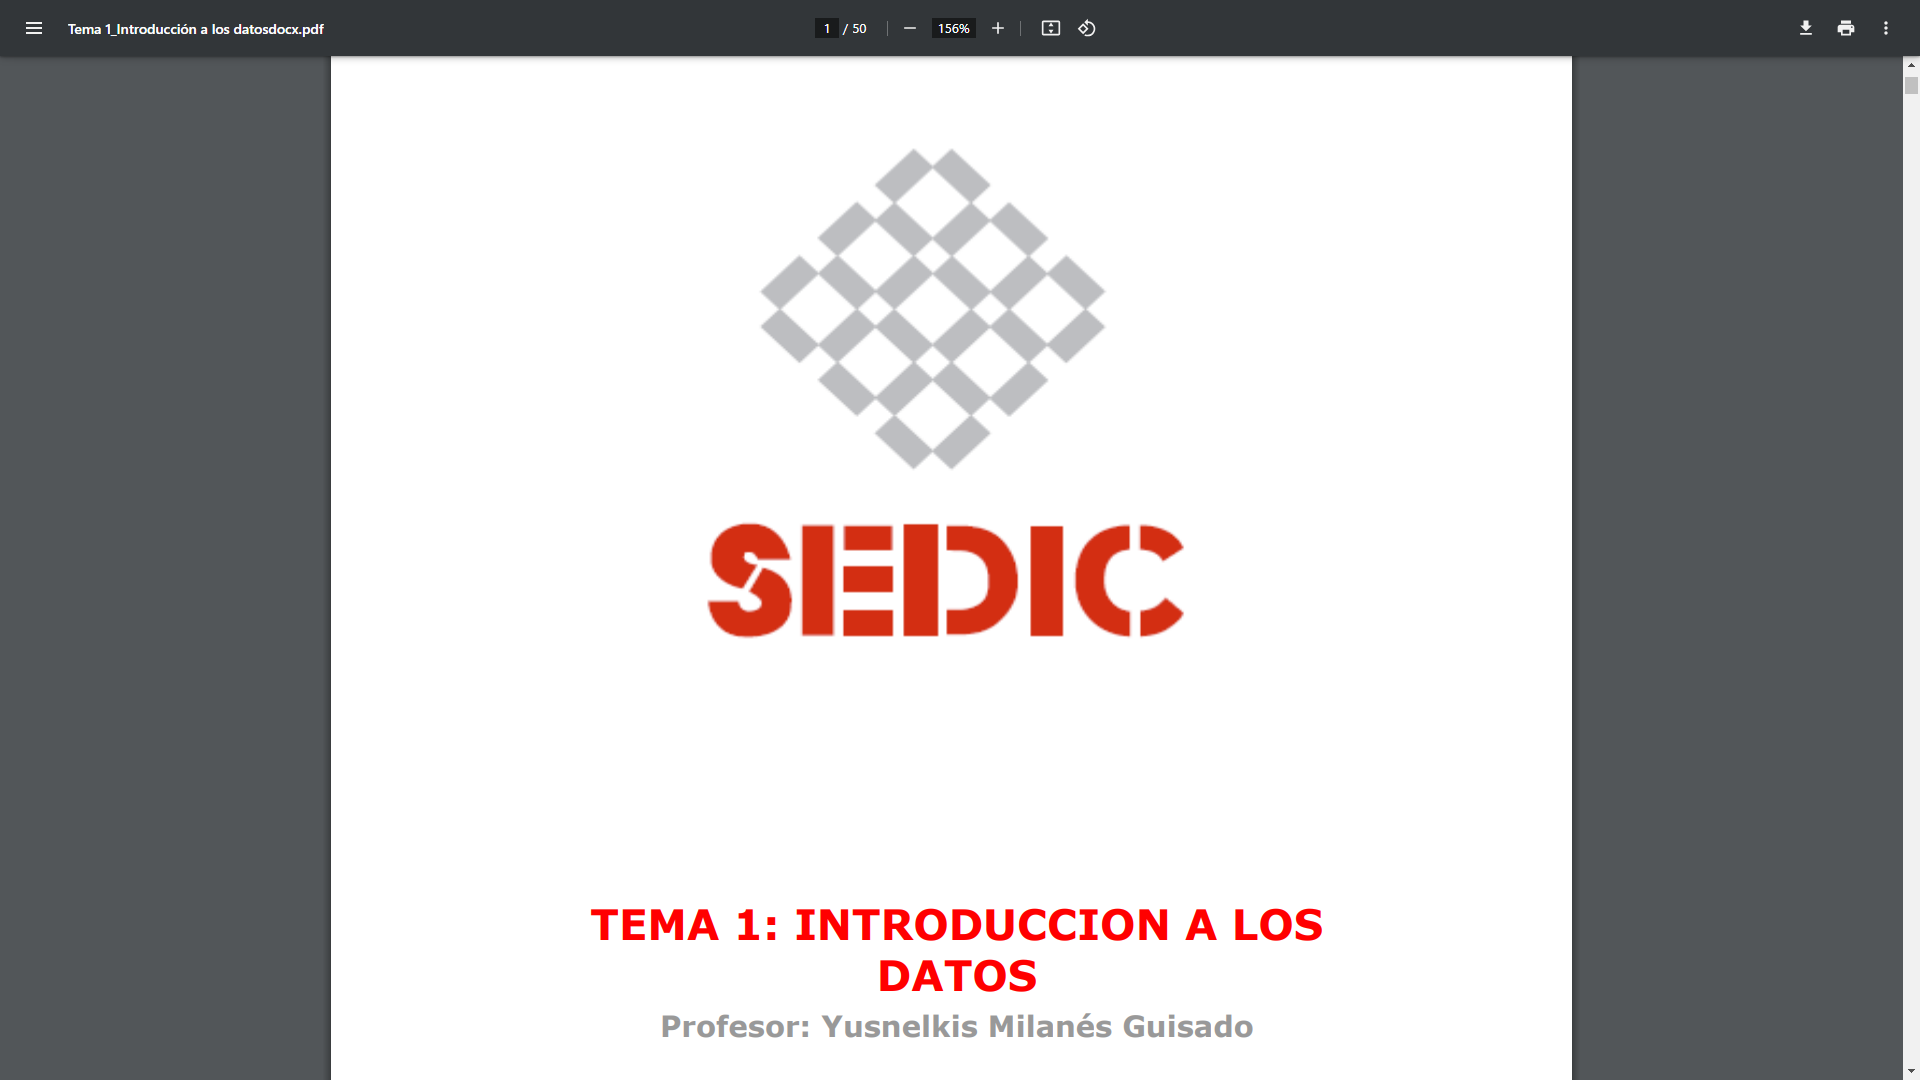 Tema 1_Introducción a los datosdocx.pdf
1 / 50
156%
SEDIC
TEMA 1: INTRODUCCION A LOS
DATOS
Profesor: Yusnelkis Milanés Guisado